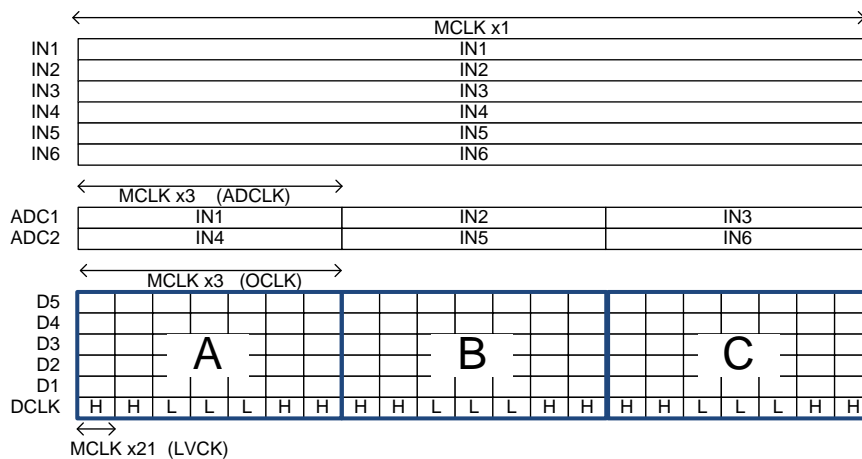 MCLK x1
IN1 IN1
IN2 IN2
IN3 IN3
IN4 IN4
IN5 IN5
IN6 IN6
MCLK x3 (ADCLK)
ADC1 IN1 IN2 IN3
ADC2 IN4 IN5 IN6
MCLK x3 (OCLK)
D5
D4
D3
A B C
D2
D1
DCLK H H L L L H H H H L L L H H H H L L L H H
MCLK x21 (LVCK)